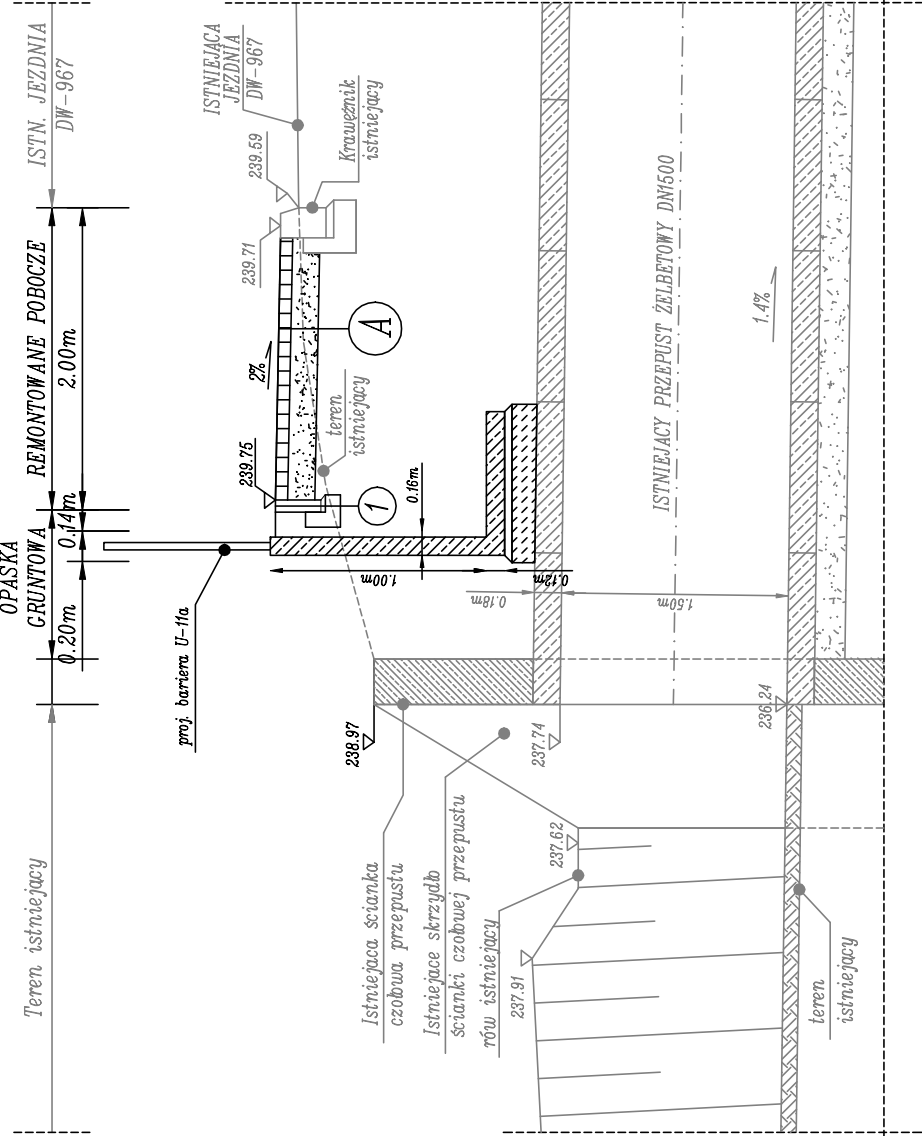 Teren istniejący
OPASKA
GRUNTOWA
REMONTOWANE POBOCZE
ISTN. JEZDNIA
DW-967
0.20m
0.14m
2.00m
proj. bariera U-11a
239.75
2%
239.71
239.59
ISTNIEJĄCA
JEZDNIA
DW-967
Krawężnik
istniejący
A
1
teren
istniejący
0.16m
1.00m
0.12m
0.18m
1.50m
238.97
237.74
236.24
Istniejaca ścianka
czołowa przepustu
Istniejące skrzydło
ścianki czołowej przepustu
rów istniejący
237.62
237.91
ISTNIEJĄCY PRZEPUST ŻELBETOWY DN1500
1.4%
teren
istniejący